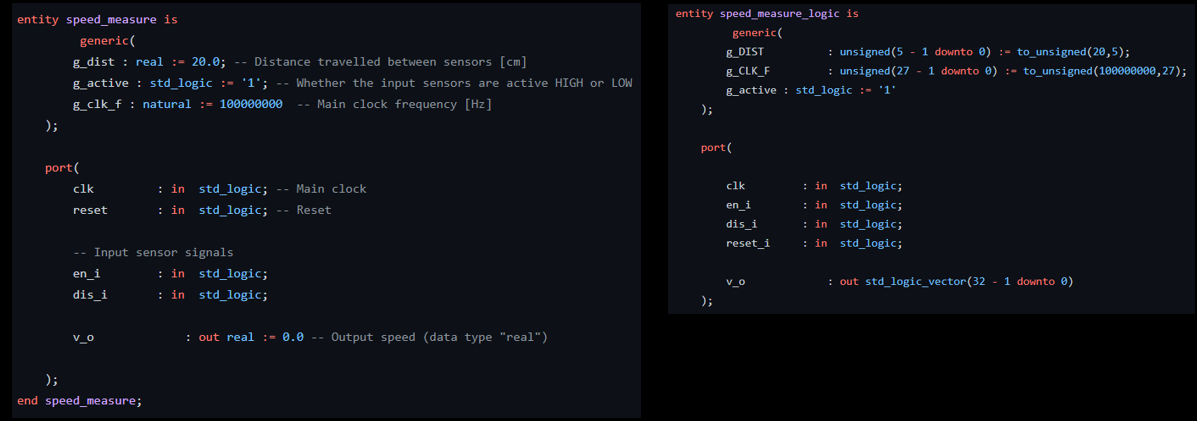 entity speed_measure is
generic(
g_dist : real := 20.0; -- Distance travelled between sensors [cm]
g_active : std_logic := '1'; -- Whether the input sensors are active HIGH or LOW
g_clk_f : natural := 100000000 -- Main clock frequency [Hz]
);
port(
clk : in std_logic; -- Main clock
reset : in std_logic; -- Reset
-- Input sensor signals
en_i : in std_logic;
dis_i : in std_logic;
v_o : out real := 0.0 -- Output speed (data type "real")
);
end speed_measure;
entity speed_measure_logic is
generic(
g_DIST : unsigned(5 - 1 downto 0) := to_unsigned(20,5);
g_CLK_F : unsigned(27 - 1 downto 0) := to_unsigned(100000000,27);
g_active : std_logic := '1'
);
port(
clk : in std_logic;
en_i : in std_logic;
dis_i : in std_logic;
reset_i : in std_logic;
v_o : out std_logic_vector(32 - 1 downto 0)
);